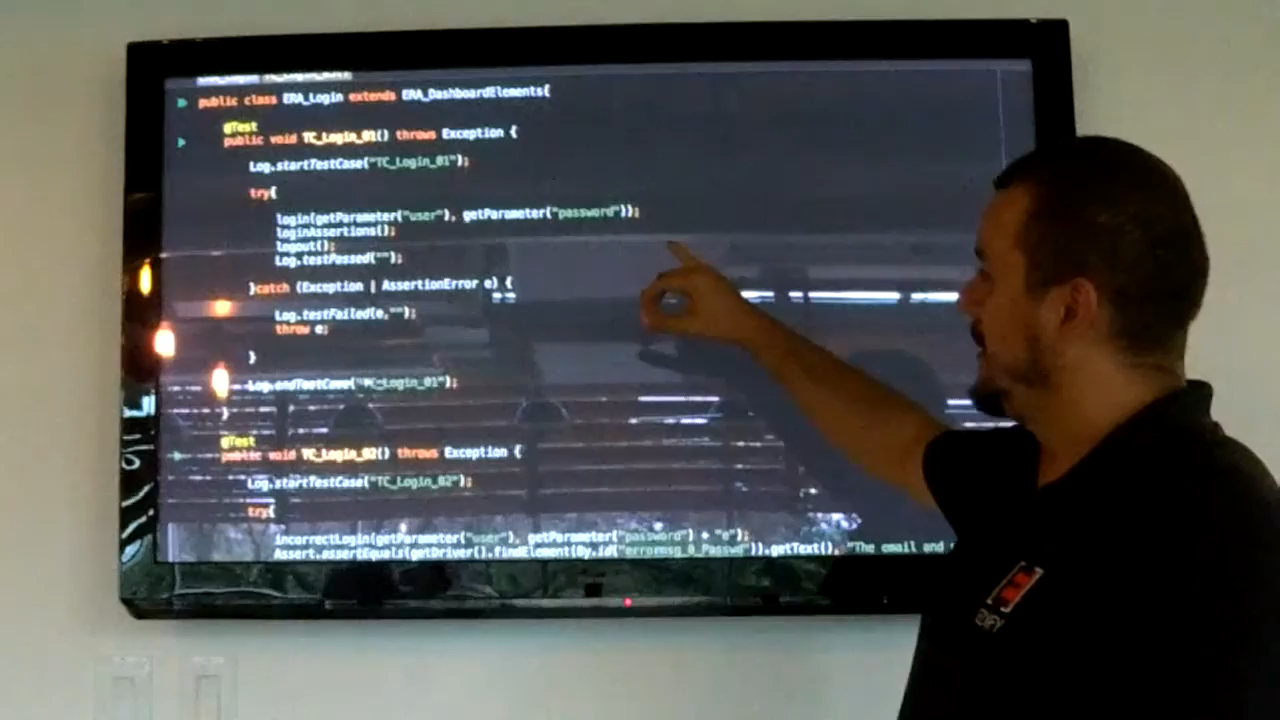 public class ERA_Login extends ERA_DashboardElements{
@Test
public void TC_Login_01() throws Exception {
Log.startTestCase("TC_Login_01");
try{
login(getParameter("user"), getParameter("password"));
loginAssertions();
logout();
Log.testPassed("");
}catch (Exception | AssertionError e) {
Log.testFailed(e,"");
throw e;
}
Log.endTestCase("TC_Login_01");
}
@Test
public void TC_Login_02() throws Exception {
Log.startTestCase("TC_Login_02");
try{
incorrectLogin(getParameter("user"), getParameter("password") + "e");
Assert.assertEquals(getDriver().findElement(By.id("errormsg_0_Passwd")).getText(), "The email and